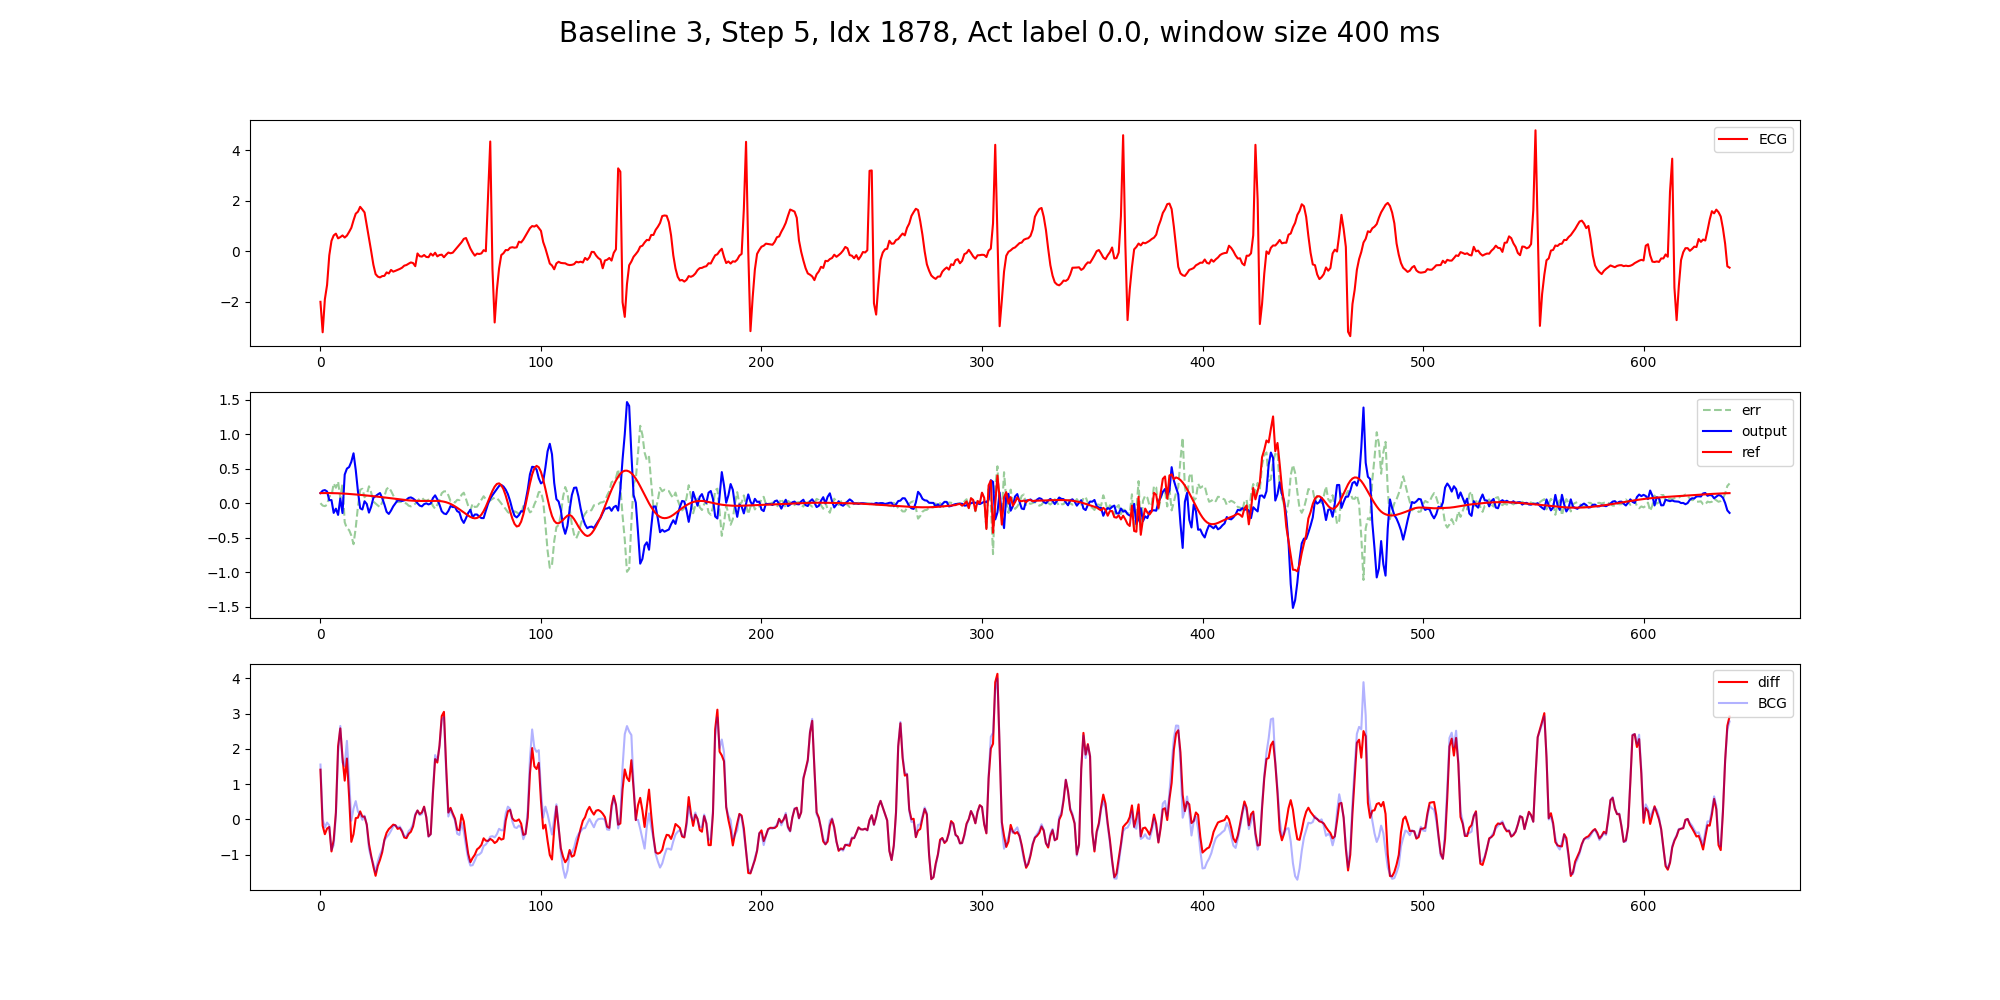 Baseline 3, Step 5, Idx 1878, Act label 0.0, window size 400 ms
ECG
4
2
0
−2
0 100 200 300 400 500 600
err
output
ref
1.5
1.0
0.5
0.0
−0.5
−1.0
−1.5
0 100 200 300 400 500 600
diff
BCG
4
3
2
1
0
−1
0 100 200 300 400 500 600